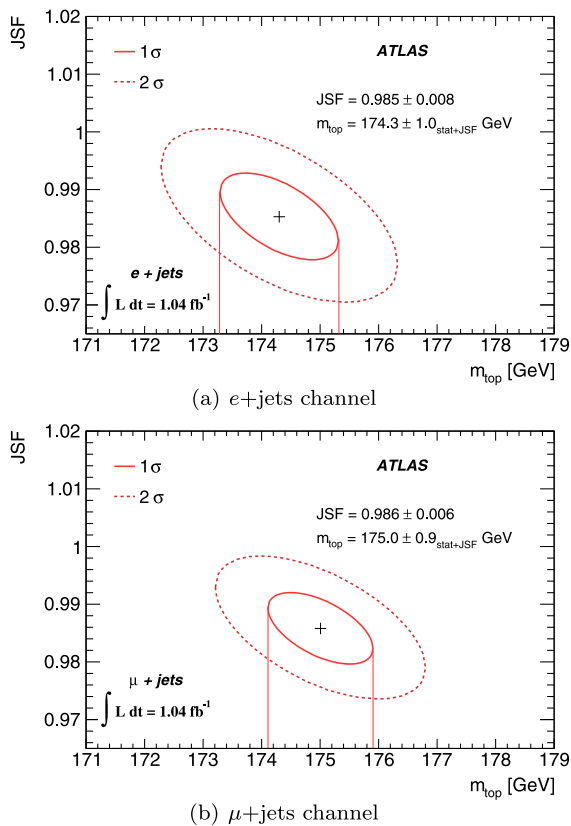 JSF
1.02
1.01
1
0.99
0.98
0.97
1 σ
2 σ
ATLAS
JSF = 0.985 ± 0.008
m_top = 174.3 ± 1.0_stat+JSF GeV
e + jets
∫ L dt = 1.04 fb⁻¹
171 172 173 174 175 176 177 178 179
m_top [GeV]
(a) e+jets channel
JSF
1.02
1.01
1
0.99
0.98
0.97
1 σ
2 σ
ATLAS
JSF = 0.986 ± 0.006
m_top = 175.0 ± 0.9_stat+JSF GeV
μ + jets
∫ L dt = 1.04 fb⁻¹
171 172 173 174 175 176 177 178 179
m_top [GeV]
(b) μ+jets channel